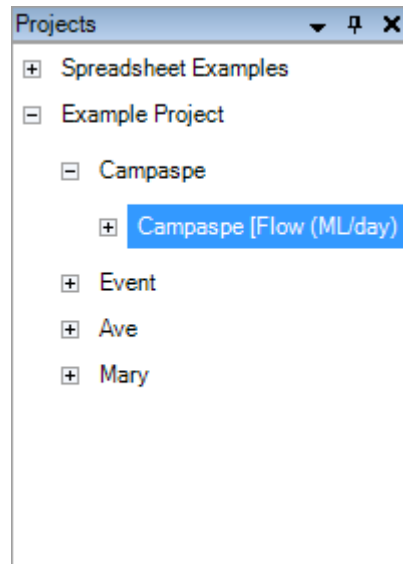 Projects
Spreadsheet Examples
Example Project
Campaspe
Campaspe [Flow (ML/day)
Event
Ave
Mary